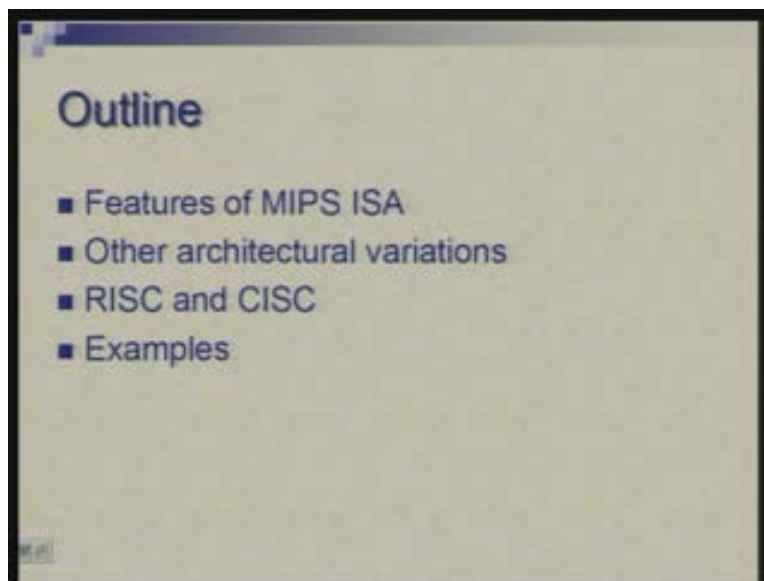 Outline
Features of MIPS ISA
Other architectural variations
RISC and CISC
Examples